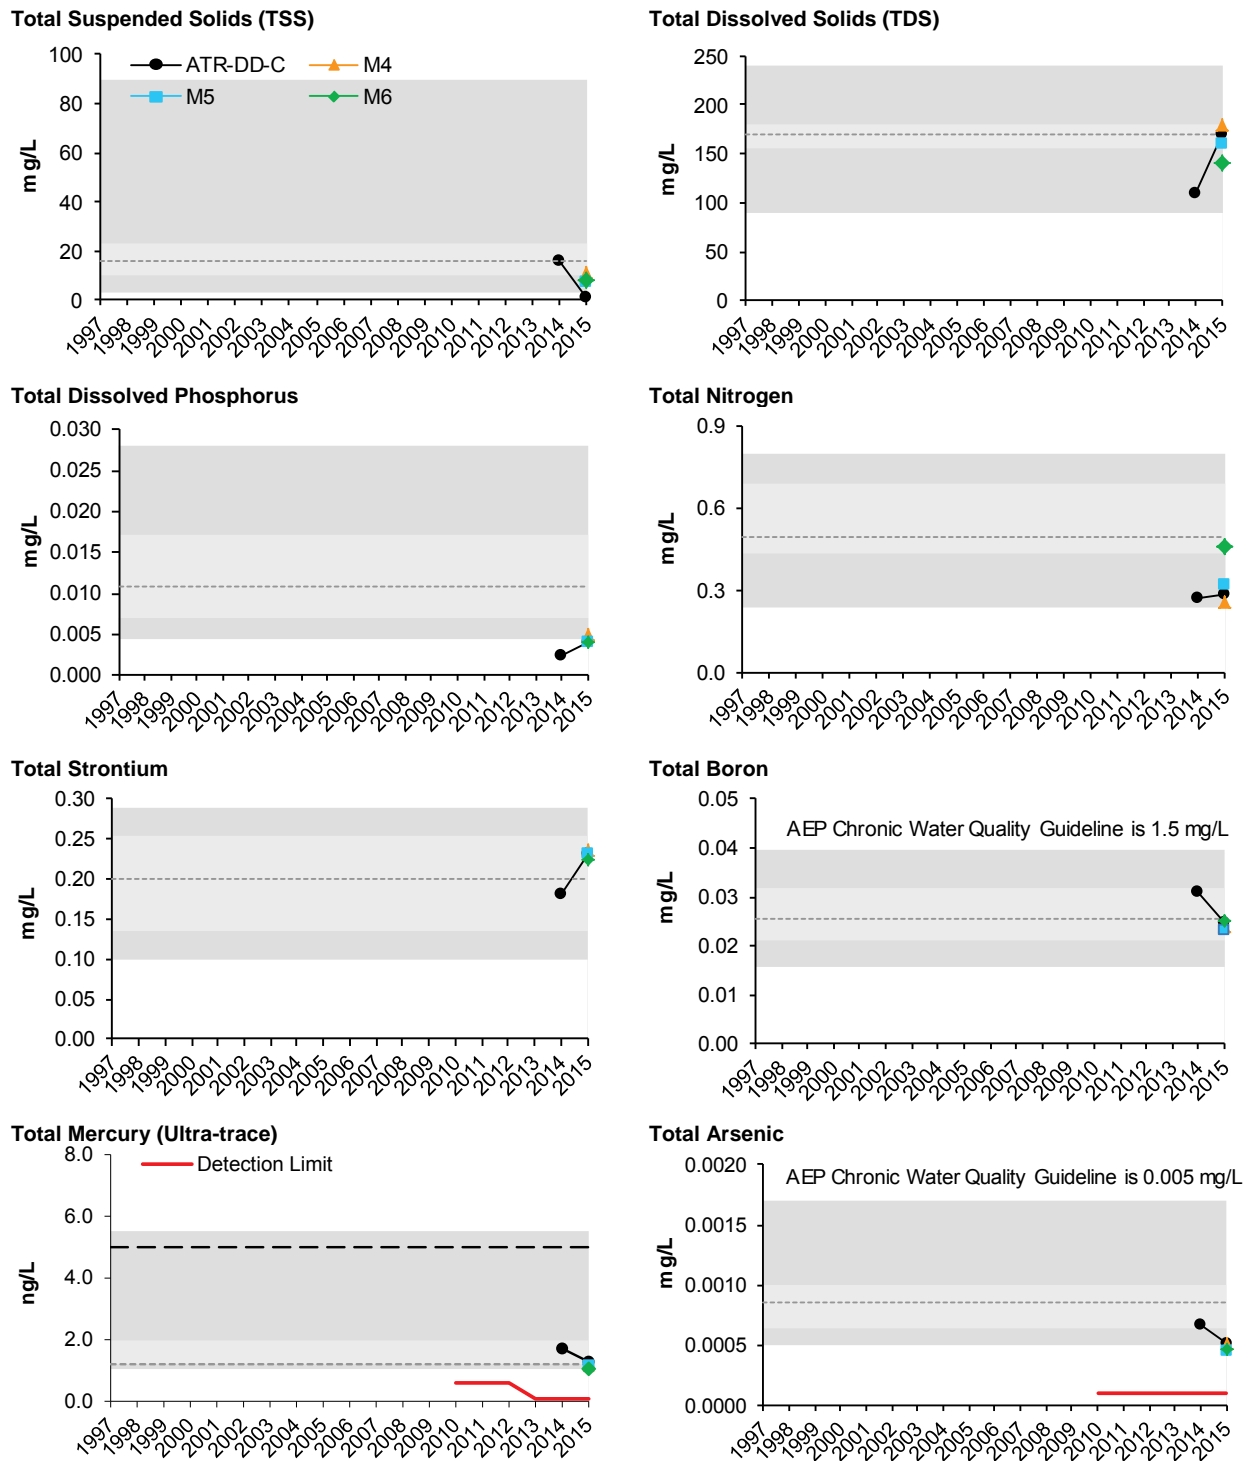 Total Suspended Solids (TSS)
100
80
60
40
20
0
mg/L
ATR-DD-C
M4
M5
M6
1997 1998 1999 2000 2001 2002 2003 2004 2005 2006 2007 2008 2009 2010 2011 2012 2013 2014 2015
Total Dissolved Solids (TDS)
250
200
150
100
50
0
mg/L
1997 1998 1999 2000 2001 2002 2003 2004 2005 2006 2007 2008 2009 2010 2011 2012 2013 2014 2015
Total Dissolved Phosphorus
0.030
0.025
0.020
0.015
0.010
0.005
0.000
mg/L
1997 1998 1999 2000 2001 2002 2003 2004 2005 2006 2007 2008 2009 2010 2011 2012 2013 2014 2015
Total Nitrogen
0.9
0.6
0.3
0.0
mg/L
1997 1998 1999 2000 2001 2002 2003 2004 2005 2006 2007 2008 2009 2010 2011 2012 2013 2014 2015
Total Strontium
0.30
0.25
0.20
0.15
0.10
0.05
0.00
mg/L
1997 1998 1999 2000 2001 2002 2003 2004 2005 2006 2007 2008 2009 2010 2011 2012 2013 2014 2015
Total Boron
0.05
0.04
0.03
0.02
0.01
0.00
mg/L
AEP Chronic Water Quality Guideline is 1.5 mg/L
1997 1998 1999 2000 2001 2002 2003 2004 2005 2006 2007 2008 2009 2010 2011 2012 2013 2014 2015
Total Mercury (Ultra-trace)
8.0
6.0
4.0
2.0
0.0
ng/L
Detection Limit
1997 1998 1999 2000 2001 2002 2003 2004 2005 2006 2007 2008 2009 2010 2011 2012 2013 2014 2015
Total Arsenic
0.0020
0.0015
0.0010
0.0005
0.0000
mg/L
AEP Chronic Water Quality Guideline is 0.005 mg/L
1997 1998 1999 2000 2001 2002 2003 2004 2005 2006 2007 2008 2009 2010 2011 2012 2013 2014 2015